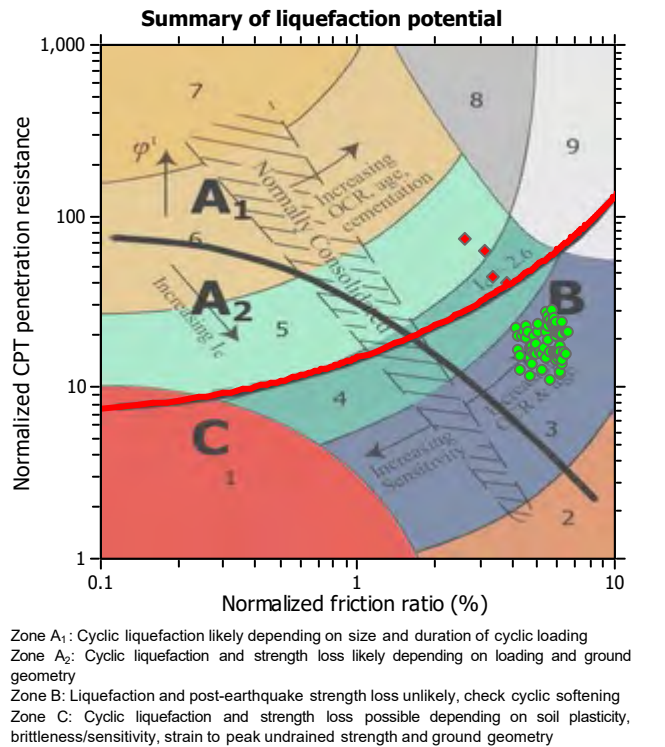 Summary of liquefaction potential
Normalized CPT penetration resistance
1,000
100
10
1
7
8
9
φ'
A1
Increasing
OCR, age,
cementation
Normally Consolidated
6
A2
Increasing Ic
5
2.6
B
4
C
1
OCR & age
3
Increasing
Sensitivity
2
0.1
1
10
Normalized friction ratio (%)
Zone A1: Cyclic liquefaction likely depending on size and duration of cyclic loading
Zone A2: Cyclic liquefaction and strength loss likely depending on loading and ground
geometry
Zone B: Liquefaction and post-earthquake strength loss unlikely, check cyclic softening
Zone C: Cyclic liquefaction and strength loss possible depending on soil plasticity,
brittleness/sensitivity, strain to peak undrained strength and ground geometry